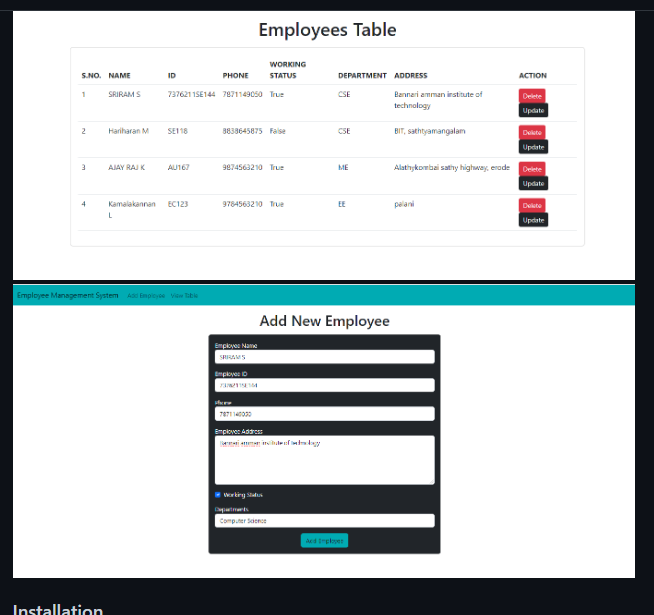 Employees Table
S.NO. NAME ID PHONE WORKING STATUS DEPARTMENT ADDRESS ACTION
1 SRIRAM S 7376211SE144 7871149050 True CSE Bannari amman institute of technology Delete Update
2 Hariharan M SE118 8838645875 False CSE BIT, sathtyamangalam Delete Update
3 AJAY RAJ K AU167 9874563210 True ME Alathykombai sathy highway, erode Delete Update
4 Kamalakannan L EC123 9784563210 True EE palani Delete Update
Employee Management System Add Employee View Table
Add New Employee
Employee Name
SRIRAM S
Employee ID
7376211SE144
Phone
7871149050
Employee Address
Bannari amman institute of technology
Working Status
Departments
Computer Science
Add Employee
Installation